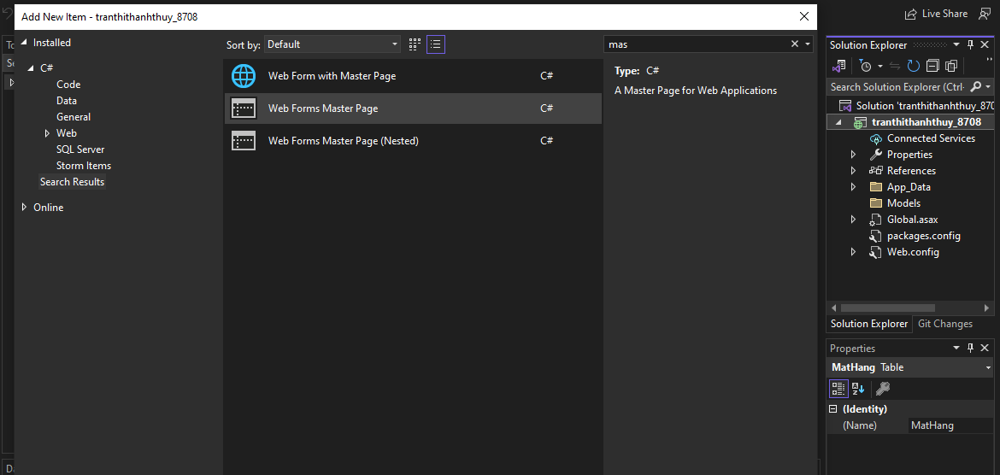 Add New Item - tranthithanhthuy_8708
Live Share
Installed
C#
Code
Data
General
Web
SQL Server
Storm Items
Search Results
Online
Sort by: Default
Web Form with Master Page C#
Web Forms Master Page C#
Web Forms Master Page (Nested) C#
mas
Type: C#
A Master Page for Web Applications
Solution Explorer
Search Solution Explorer (Ctrl-
Solution 'tranthithanhthuy_870
tranthithanhthuy_8708
Connected Services
Properties
References
App_Data
Models
Global.asax
packages.config
Web.config
Solution Explorer Git Changes
Properties
MatHang Table
(Identity)
(Name) MatHang